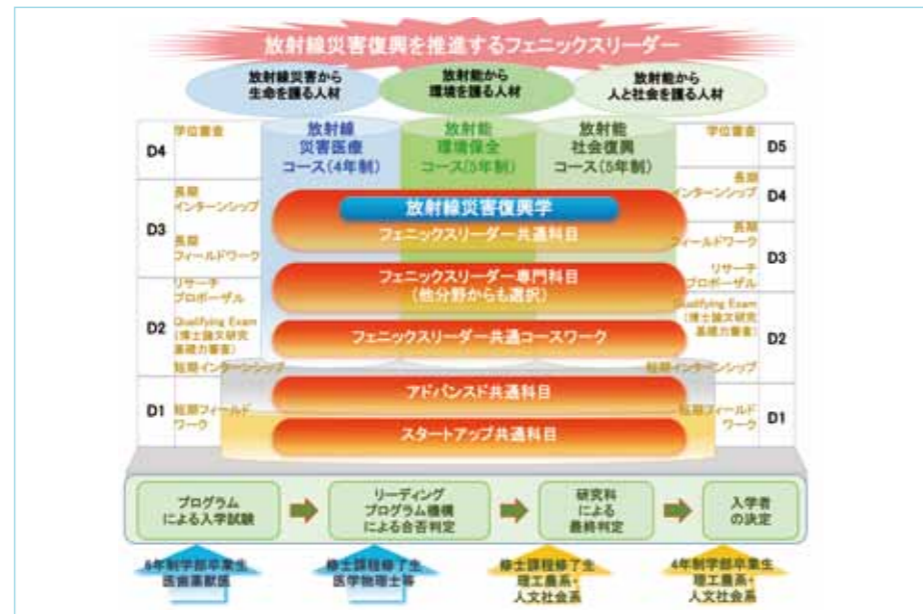 放射線災害復興を推進するフェニックスリーダー
放射線災害から
生命を護る人材
放射能から
環境を護る人材
放射能から
人と社会を護る人材
放射線
災害医療
コース(4年制)
放射能
環境保全
コース(5年制)
放射能
社会復興
コース(5年制)
D4
学位審査
D3
長期
インターンシップ
長期
フィールドワーク
D2
リサーチ
プロポーザル
Qualifying Exam
(博士論文研究
基礎力審査)
短期インターンシップ
D1
短期フィールド
ワーク
放射線災害復興学
フェニックスリーダー共通科目
フェニックスリーダー専門科目
(他分野からも選択)
フェニックスリーダー共通コースワーク
アドバンスド共通科目
スタートアップ共通科目
学位審査
D5
長期
インターンシップ
D4
長期
フィールドワーク
D3
リサーチ
プロポーザル
Qualifying Exam
(博士論文研究
基礎力審査)
D2
短期インターンシップ
短期フィールド
ワーク
D1
プログラム
による入学試験
リーディング
プログラム機構
による合否判定
研究科
による
最終判定
入学者
の決定
6年制学部卒業生
医歯薬獣医
修士課程修了生
医学物理士等
修士課程修了生
理工農系・
人文社会系
4年制学部卒業生
理工農系・
人文社会系